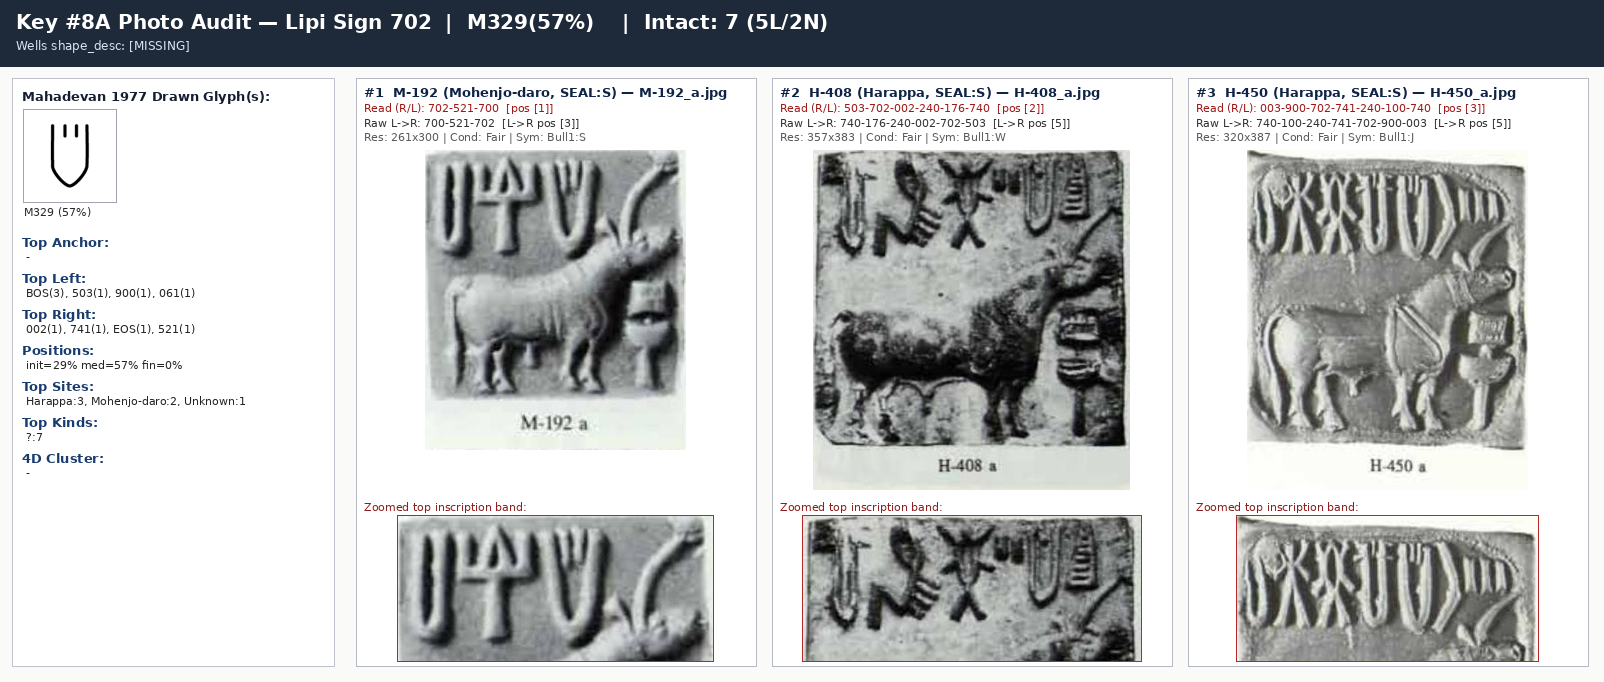 Key #8A Photo Audit — Lipi Sign 702 | M329(57%) | Intact: 7 (5L/2N)
Wells shape_desc: [MISSING]
Mahadevan 1977 Drawn Glyph(s):
M329 (57%)
Top Anchor:
-
Top Left:
BOS(3), 503(1), 900(1), 061(1)
Top Right:
002(1), 741(1), EOS(1), 521(1)
Positions:
init=29% med=57% fin=0%
Top Sites:
Harappa:3, Mohenjo-daro:2, Unknown:1
Top Kinds:
?:7
4D Cluster:
-
#1 M-192 (Mohenjo-daro, SEAL:S) — M-192_a.jpg
Read (R/L): 702-521-700 [pos [1]]
Raw L->R: 700-521-702 [L->R pos [3]]
Res: 261x300 | Cond: Fair | Sym: Bull1:S
M-192 a
Zoomed top inscription band:
#2 H-408 (Harappa, SEAL:S) — H-408_a.jpg
Read (R/L): 503-702-002-240-176-740 [pos [2]]
Raw L->R: 740-176-240-002-702-503 [L->R pos [5]]
Res: 357x383 | Cond: Fair | Sym: Bull1:W
H-408 a
Zoomed top inscription band:
#3 H-450 (Harappa, SEAL:S) — H-450_a.jpg
Read (R/L): 003-900-702-741-240-100-740 [pos [3]]
Raw L->R: 740-100-240-741-702-900-003 [L->R pos [5]]
Res: 320x387 | Cond: Fair | Sym: Bull1:J
H-450 a
Zoomed top inscription band: